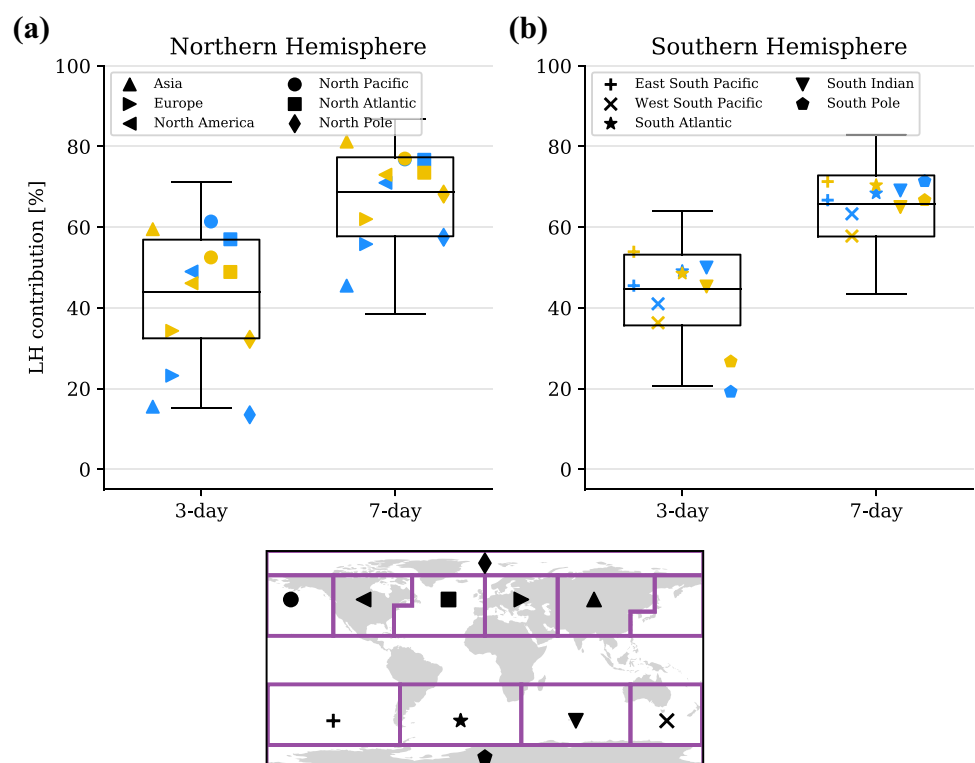 (a)
Northern Hemisphere
LH contribution [%]
100
80
60
40
20
0
Asia
Europe
North America
North Pacific
North Atlantic
North Pole
3-day
7-day
(b)
Southern Hemisphere
100
80
60
40
20
0
East South Pacific
West South Pacific
South Atlantic
South Indian
South Pole
3-day
7-day